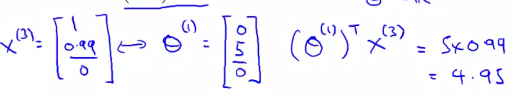 x⁽³⁾ = [1 0.99 0] ↔ θ⁽¹⁾ = [0 5 0] (θ⁽¹⁾)ᵀ x⁽³⁾ = 5×0.99
= 4.95